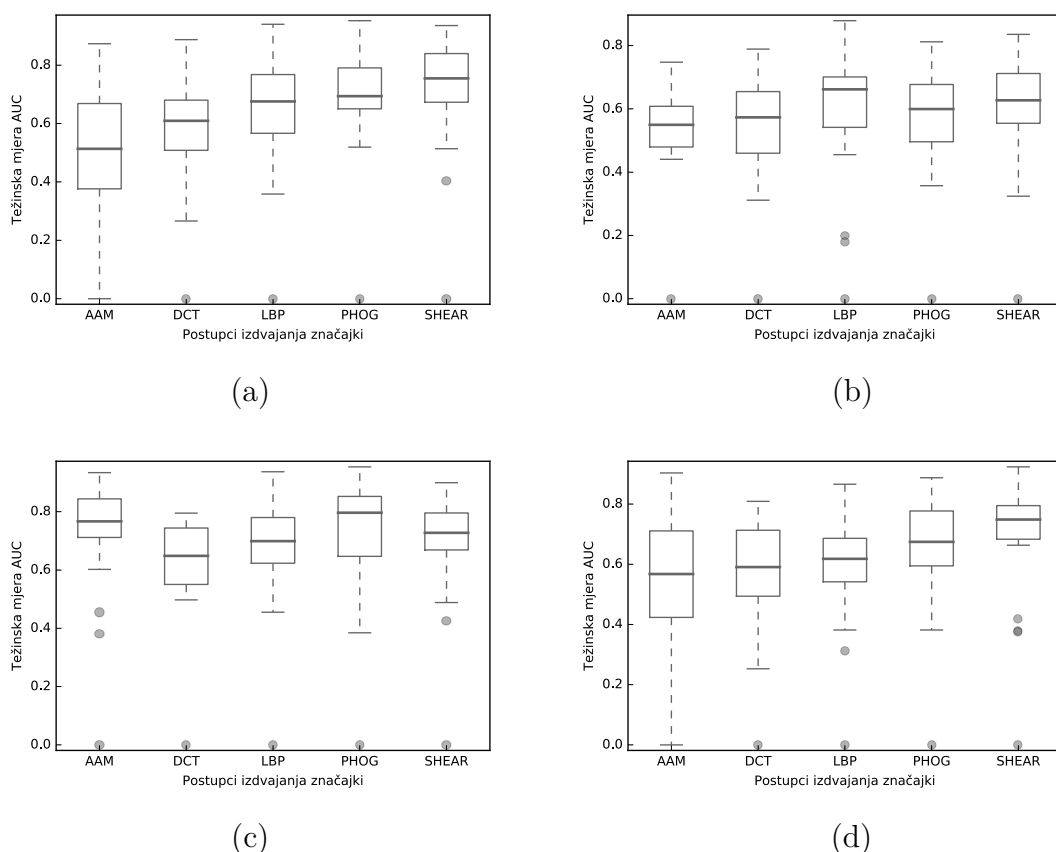 0.8
0.6
0.4
0.2
0.0
Težinska mjera AUC
AAM DCT LBP PHOG SHEAR
Postupci izdvajanja značajki
(a)
0.8
0.6
0.4
0.2
0.0
Težinska mjera AUC
AAM DCT LBP PHOG SHEAR
Postupci izdvajanja značajki
(b)
0.8
0.6
0.4
0.2
0.0
Težinska mjera AUC
AAM DCT LBP PHOG SHEAR
Postupci izdvajanja značajki
(c)
0.8
0.6
0.4
0.2
0.0
Težinska mjera AUC
AAM DCT LBP PHOG SHEAR
Postupci izdvajanja značajki
(d)